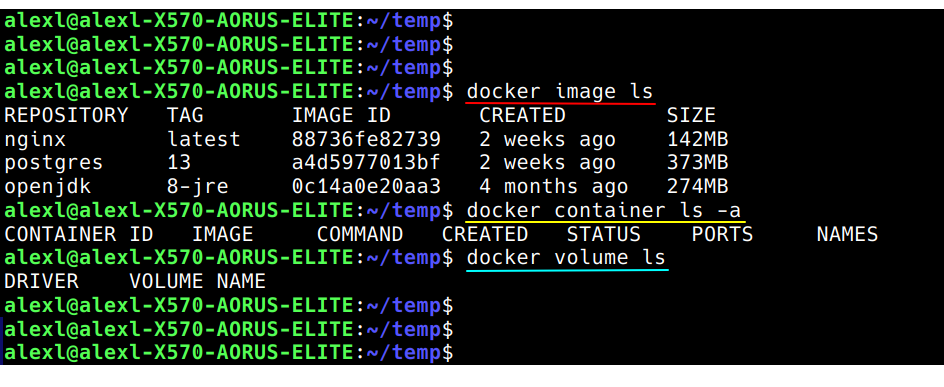 alexl@alexl-X570-AORUS-ELITE:~/temp$
alexl@alexl-X570-AORUS-ELITE:~/temp$
alexl@alexl-X570-AORUS-ELITE:~/temp$
alexl@alexl-X570-AORUS-ELITE:~/temp$ docker image ls
REPOSITORY   TAG       IMAGE ID       CREATED        SIZE
nginx        latest    88736fe82739   2 weeks ago    142MB
postgres     13        a4d5977013bf   2 weeks ago    373MB
openjdk      8-jre     0c14a0e20aa3   4 months ago   274MB
alexl@alexl-X570-AORUS-ELITE:~/temp$ docker container ls -a
CONTAINER ID   IMAGE     COMMAND   CREATED   STATUS    PORTS     NAMES
alexl@alexl-X570-AORUS-ELITE:~/temp$ docker volume ls
DRIVER    VOLUME NAME
alexl@alexl-X570-AORUS-ELITE:~/temp$
alexl@alexl-X570-AORUS-ELITE:~/temp$
alexl@alexl-X570-AORUS-ELITE:~/temp$